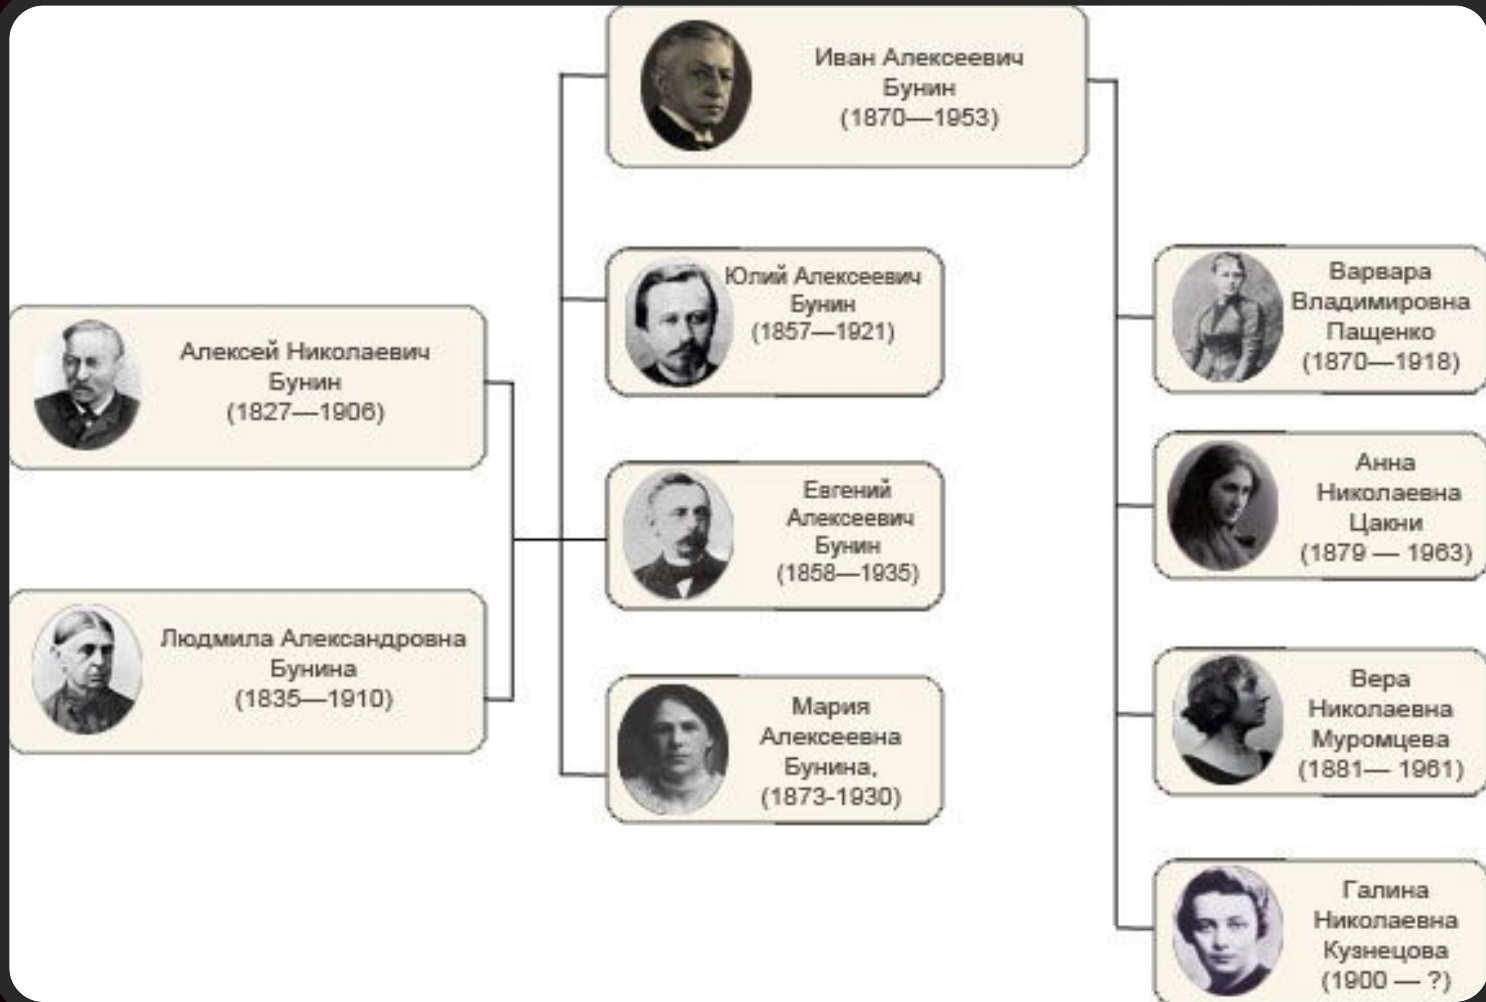 Иван Алексеевич
Бунин
(1870—1953)
Юлий Алексеевич
Бунин
(1857—1921)
Варвара
Владимировна
Пащенко
(1870—1918)
Алексей Николаевич
Бунин
(1827—1906)
Анна
Николаевна
Цакни
(1879 — 1963)
Евгений
Алексеевич
Бунин
(1858—1935)
Людмила Александровна
Бунина
(1835—1910)
Вера
Николаевна
Муромцева
(1881— 1961)
Мария
Алексеевна
Бунина,
(1873-1930)
Галина
Николаевна
Кузнецова
(1900 — ?)